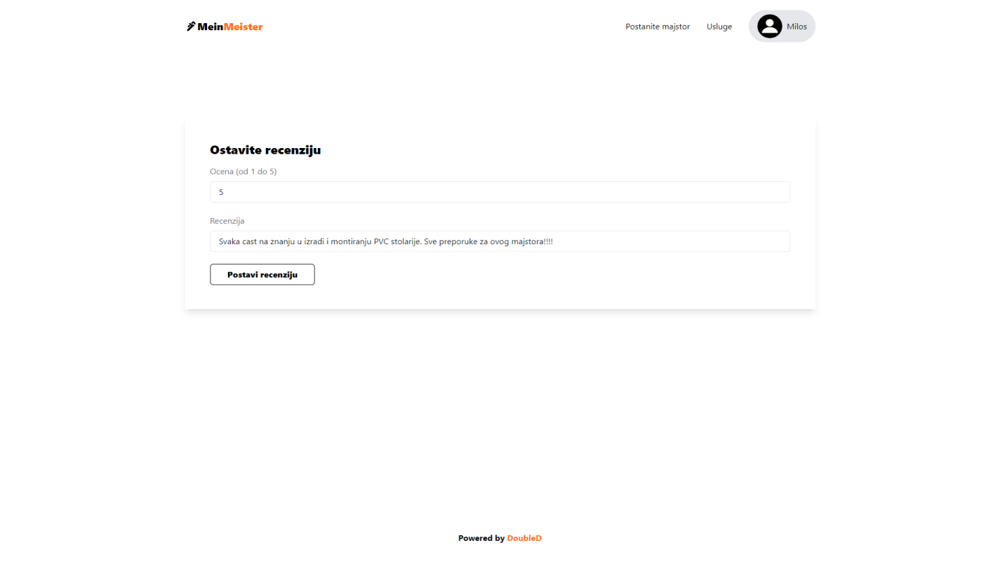 MeinMeister
Postanite majstor
Usluge
Milos
Ostavite recenziju
Ocena (od 1 do 5)
5
Recenzija
Svaka cast na znanju u izradi i montiranju PVC stolarije. Sve preporuke za ovog majstora!!!!
Postavi recenziju
Powered by DoubleD